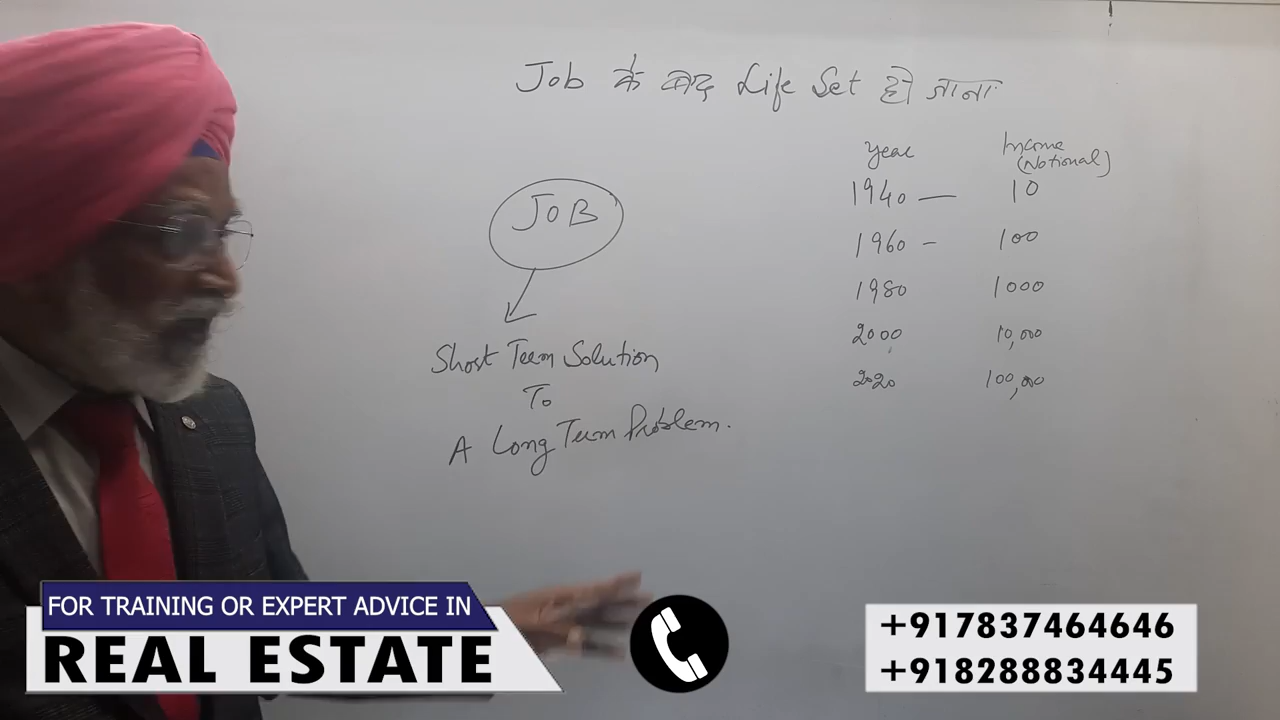 Job के बाद Life Set हो जाना
JOB
Short Term Solution
To
A Long Term Problem.
Year Income
(Notional)
1940 — 10
1960 - 100
1980 1000
2000 10,000
2020 100,000
FOR TRAINING OR EXPERT ADVICE IN
REAL ESTATE
+917837464646
+918288834445